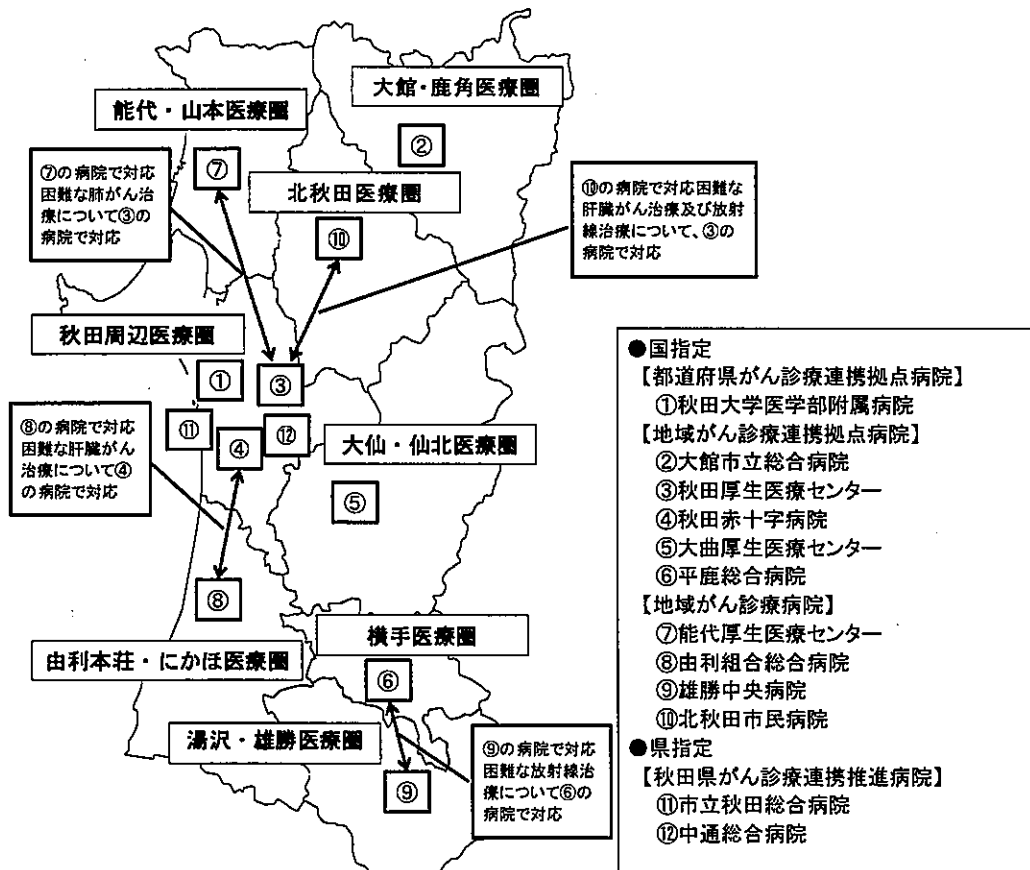 大館・鹿角医療圏
能代・山本医療圏
②
⑦の病院で対応
困難な肺がん治
療について③の
病院で対応
⑦
北秋田医療圏
⑩
⑩の病院で対応困難な
肝臓がん治療及び放射
線治療について、③の
病院で対応
秋田周辺医療圏
①
③
⑪
④
⑫
⑧の病院で対応
困難な肝臓がん
治療について④
の病院で対応
大仙・仙北医療圏
⑤
⑧
由利本荘・にかほ医療圏
横手医療圏
⑥
湯沢・雄勝医療圏
⑨
⑨の病院で対応
困難な放射線治
療について⑥の
病院で対応
●国指定
【都道府県がん診療連携拠点病院】
①秋田大学医学部附属病院
【地域がん診療連携拠点病院】
②大館市立総合病院
③秋田厚生医療センター
④秋田赤十字病院
⑤大曲厚生医療センター
⑥平鹿総合病院
【地域がん診療病院】
⑦能代厚生医療センター
⑧由利組合総合病院
⑨雄勝中央病院
⑩北秋田市民病院
●県指定
【秋田県がん診療連携推進病院】
⑪市立秋田総合病院
⑫中通総合病院